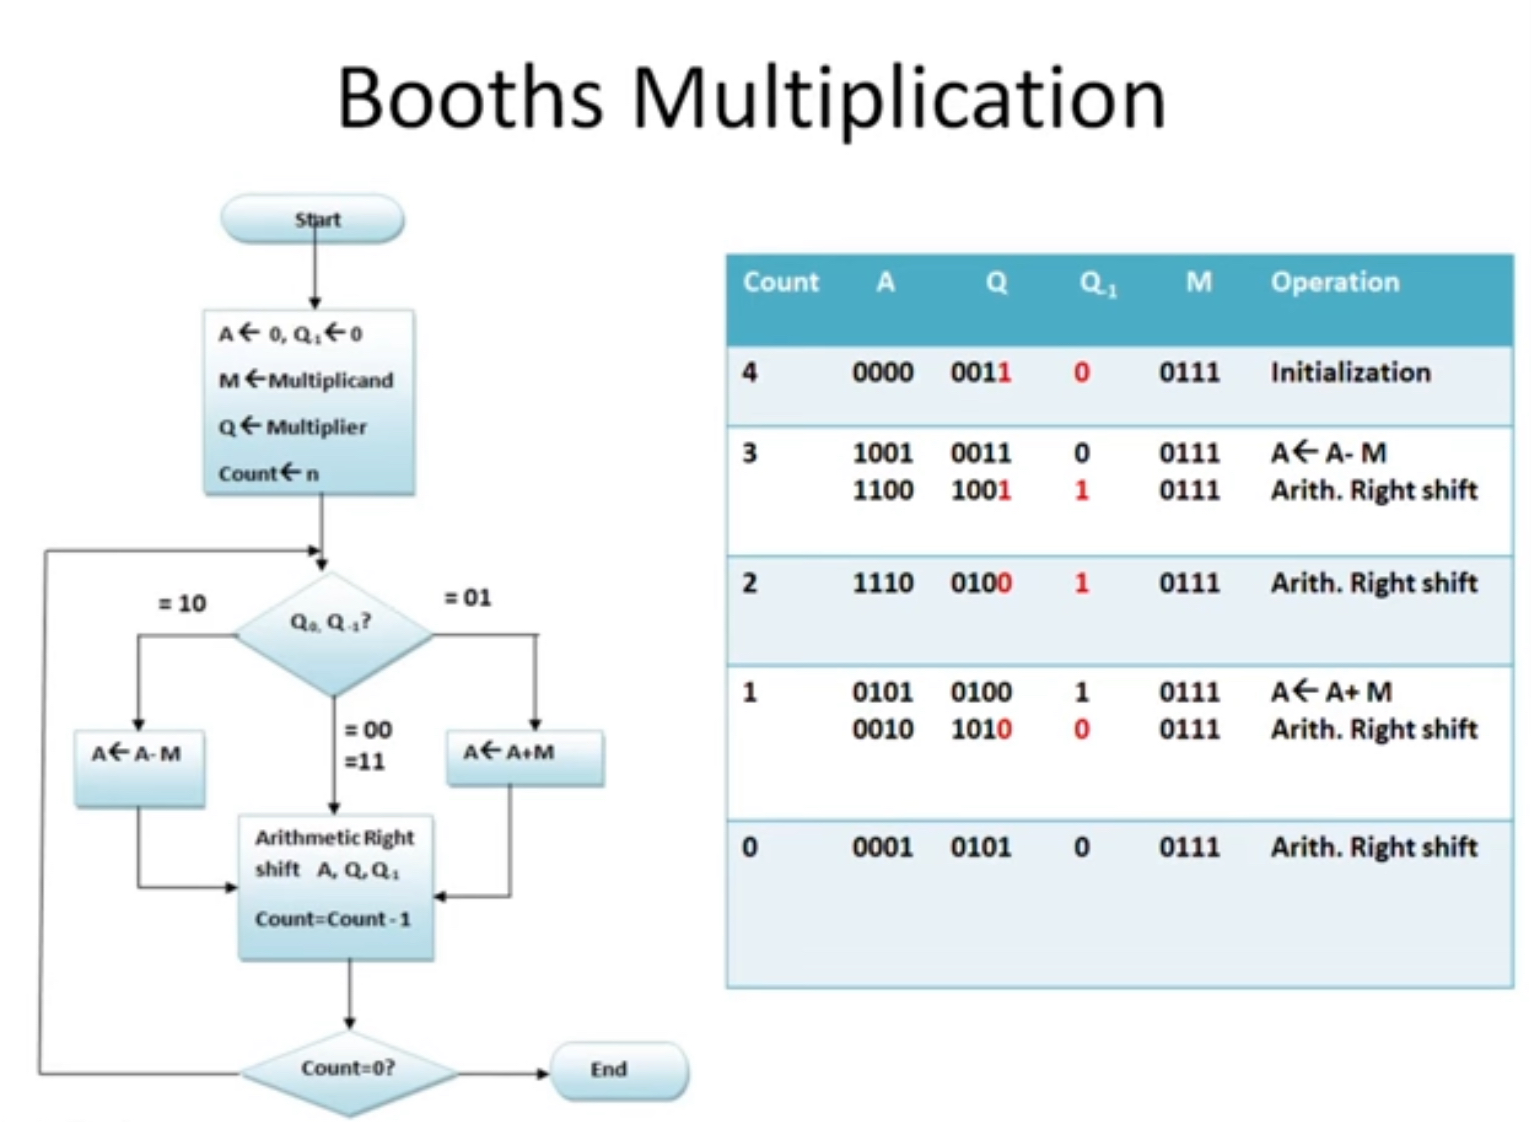 Booths Multiplication
Start
A← 0, Q₋₁←0
M←Multiplicand
Q←Multiplier
Count←n
= 10
Q₀, Q₋₁?
= 01
= 00
=11
A←A-M
A←A+M
Arithmetic Right
shift A, Q, Q₋₁
Count=Count-1
Count=0?
End
Count A Q Q₋₁ M Operation
4 0000 0011 0 0111 Initialization
3 1001 0011 0 0111 A← A- M
1100 1001 1 0111 Arith. Right shift
2 1110 0100 1 0111 Arith. Right shift
1 0101 0100 1 0111 A← A+ M
0010 1010 0 0111 Arith. Right shift
0 0001 0101 0 0111 Arith. Right shift